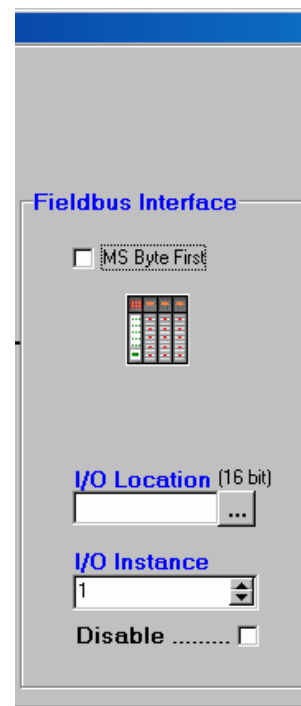 Fieldbus Interface
MS Byte First
I/O Location (16 bit)
...
I/O Instance
1
Disable .........